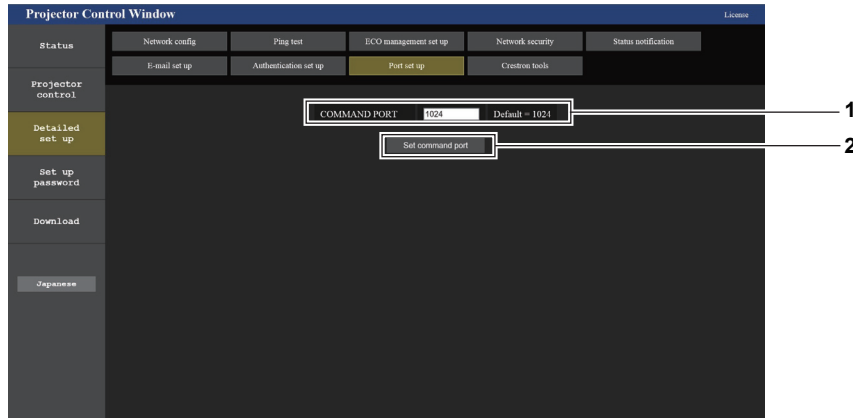 Projector Control Window
License
Status
Projector
control
Detailed
set up
Set up
password
Download
Japanese
Network config
Ping test
ECO management set up
Network security
Status notification
E-mail set up
Authentication set up
Port set up
Crestron tools
COMMAND PORT 1024 Default = 1024
1
Set command port
2